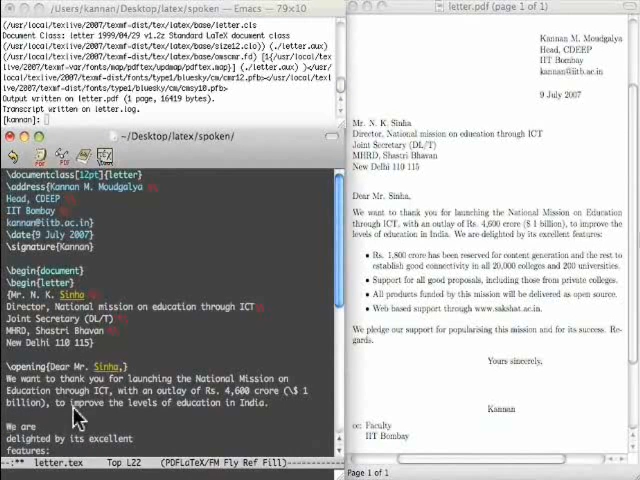 /Users/kannan/spoken — Emacs — 79×10
/usr/local/texlive/2007/texmf-dist/tex/latex/base/letter.cls
Document Class: letter 1999/04/29 v1.2z Standard LaTeX document class
(/usr/local/texlive/2007/texmf-dist/tex/latex/base/size12.clo)) (./letter.aux)
(/usr/local/texlive/2007/texmf-dist/tex/latex/base/omscmr.fd) [1{/usr/local/tex
live/2007/texmf-var/fonts/map/pdftex/updmap/pdftex.map}] (./letter.aux) )</usr/
local/texlive/2007/texmf-dist/fonts/type1/bluesky/cm/cmr12.pfb></usr/local/texl
ive/2007/texmf-dist/fonts/type1/bluesky/cm/cmsy10.pfb>
Output written on letter.pdf (1 page, 16419 bytes).
Transcript written on letter.log.
[kannan]:
~/Desktop/latex/spoken/
\documentclass[12pt]{letter}
\address{Kannan M. Moudgalya \\
Head, CDEEP \\
IIT Bombay \\
kannan@iitb.ac.in}
\date{9 July 2007}
\signature{Kannan}
\begin{document}
\begin{letter}
{Mr. N. K. Sinha \\
Director, National mission on education through ICT\\
Joint Secretary (DL/T) \\
MHRD, Shastri Bhavan \\
New Delhi 110 115}
\opening{Dear Mr. Sinha,}
We want to thank you for launching the National Mission on
Education through ICT, with an outlay of Rs. 4,600 crore (\$ 1
billion), to improve the levels of education in India.
We are
delighted by its excellent
features:
-:** letter.tex Top L22 (PDFLaTeX/FM Fly Ref Fill)
letter.pdf (page 1 of 1)
Kannan M. Moudgalya
Head, CDEEP
IIT Bombay
kannan@iitb.ac.in
9 July 2007
Mr. N. K. Sinha
Director, National mission on education through ICT
Joint Secretary (DL/T)
MHRD, Shastri Bhavan
New Delhi 110 115
Dear Mr. Sinha,
We want to thank you for launching the National Mission on Education
through ICT, with an outlay of Rs. 4,600 crore ($ 1 billion), to improve the
levels of education in India. We are delighted by its excellent features:
• Rs. 1,800 crore has been reserved for content generation and the rest to
establish good connectivity in all 20,000 colleges and 200 universities.
• Support for all good proposals, including those from private colleges.
• All products funded by this mission will be delivered as open source.
• Web based support through www.sakshat.ac.in.
We pledge our support for popularising this mission and for its success. Re-
gards.
Yours sincerely,
Kannan
cc: Faculty
IIT Bombay
Page 1 of 1